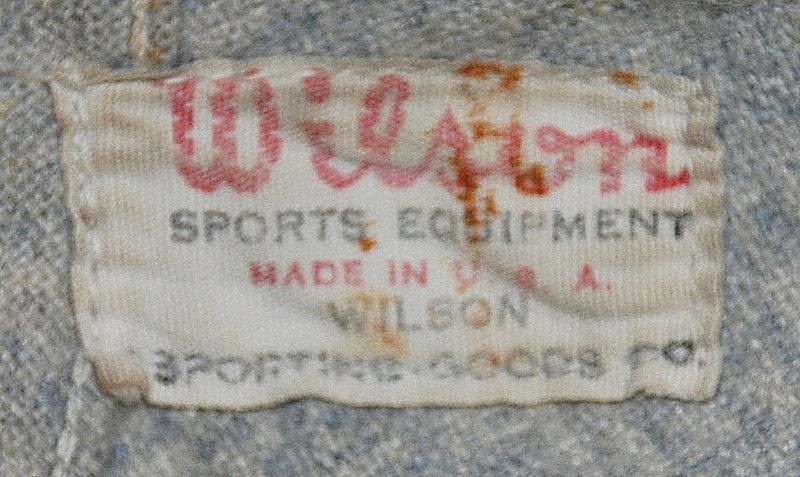 Wilson
SPORTS EQUIPMENT
MADE IN U.S.A.
WILSON
SPORTING GOODS CO.